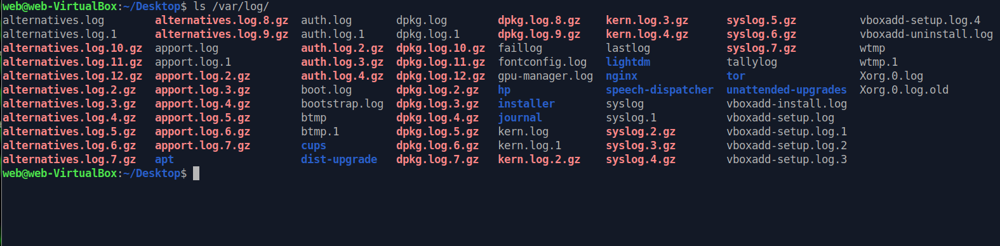 web@web-VirtualBox:~/Desktop$ ls /var/log/
alternatives.log alternatives.log.8.gz auth.log dpkg.log dpkg.log.8.gz kern.log.3.gz syslog.5.gz vboxadd-setup.log.4
alternatives.log.1 alternatives.log.9.gz auth.log.1 dpkg.log.1 dpkg.log.9.gz kern.log.4.gz syslog.6.gz vboxadd-uninstall.log
alternatives.log.10.gz apport.log auth.log.2.gz dpkg.log.10.gz faillog lastlog syslog.7.gz wtmp
alternatives.log.11.gz apport.log.1 auth.log.3.gz dpkg.log.11.gz fontconfig.log lightdm tallylog wtmp.1
alternatives.log.12.gz apport.log.2.gz auth.log.4.gz dpkg.log.12.gz gpu-manager.log nginx tor Xorg.0.log
alternatives.log.2.gz apport.log.3.gz boot.log dpkg.log.2.gz hp speech-dispatcher unattended-upgrades Xorg.0.log.old
alternatives.log.3.gz apport.log.4.gz bootstrap.log dpkg.log.3.gz installer syslog vboxadd-install.log
alternatives.log.4.gz apport.log.5.gz btmp dpkg.log.4.gz journal syslog.1 vboxadd-setup.log
alternatives.log.5.gz apport.log.6.gz btmp.1 dpkg.log.5.gz kern.log syslog.2.gz vboxadd-setup.log.1
alternatives.log.6.gz apport.log.7.gz cups dpkg.log.6.gz kern.log.1 syslog.3.gz vboxadd-setup.log.2
alternatives.log.7.gz apt dist-upgrade dpkg.log.7.gz kern.log.2.gz syslog.4.gz vboxadd-setup.log.3
web@web-VirtualBox:~/Desktop$